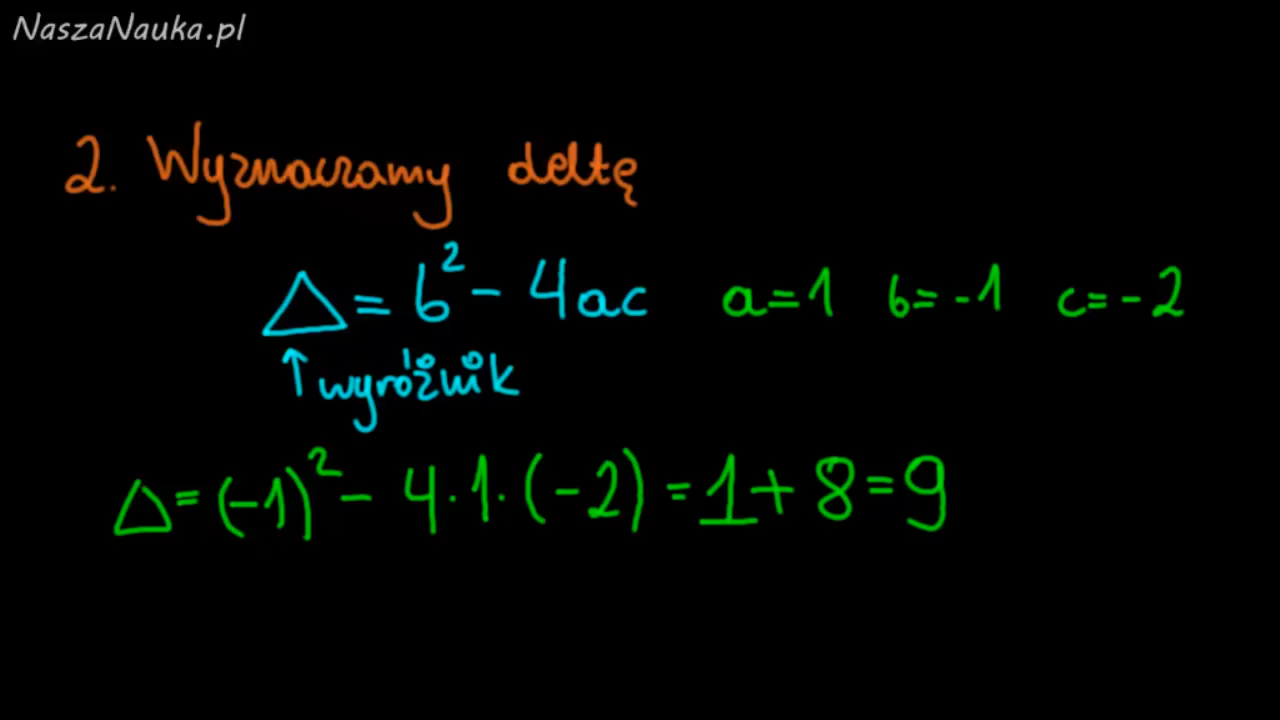 NaszaNauka.pl
2. Wyznaczamy deltę
Δ = b² - 4ac a=1 b=-1 c=-2
↑ wyróżnik
Δ = (-1)² - 4·1·(-2) = 1 + 8 = 9